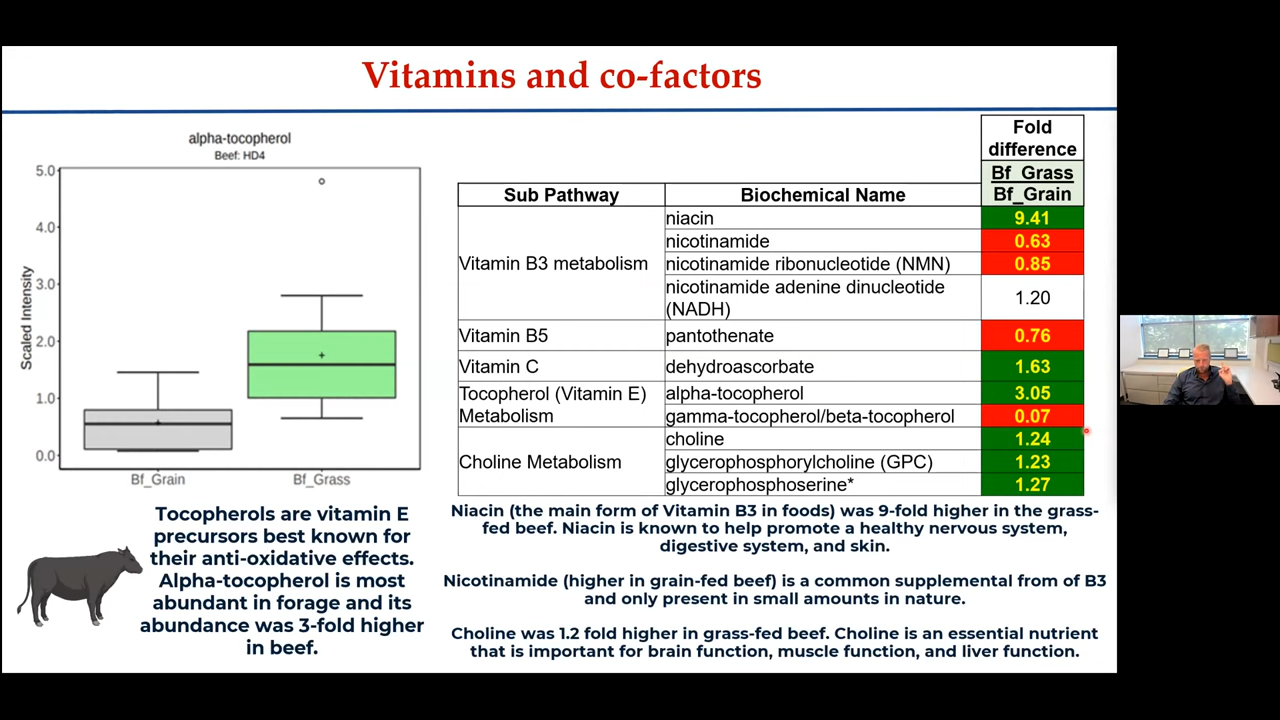 Vitamins and co-factors
alpha-tocopherol
Beef: HD4
5.0
4.0
3.0
2.0
1.0
0.0
Scaled Intensity
Bf_Grain
Bf_Grass
Tocopherols are vitamin E
precursors best known for
their anti-oxidative effects.
Alpha-tocopherol is most
abundant in forage and its
abundance was 3-fold higher
in beef.
Fold
difference
Bf_Grass
Bf_Grain
Sub Pathway
Biochemical Name
Vitamin B3 metabolism
niacin
9.41
nicotinamide
0.63
nicotinamide ribonucleotide (NMN)
0.85
nicotinamide adenine dinucleotide
(NADH)
1.20
Vitamin B5
pantothenate
0.76
Vitamin C
dehydroascorbate
1.63
Tocopherol (Vitamin E)
Metabolism
alpha-tocopherol
3.05
gamma-tocopherol/beta-tocopherol
0.07
Choline Metabolism
choline
1.24
glycerophosphorylcholine (GPC)
1.23
glycerophosphoserine*
1.27
Niacin (the main form of Vitamin B3 in foods) was 9-fold higher in the grass-
fed beef. Niacin is known to help promote a healthy nervous system,
digestive system, and skin.
Nicotinamide (higher in grain-fed beef) is a common supplemental from of B3
and only present in small amounts in nature.
Choline was 1.2 fold higher in grass-fed beef. Choline is an essential nutrient
that is important for brain function, muscle function, and liver function.